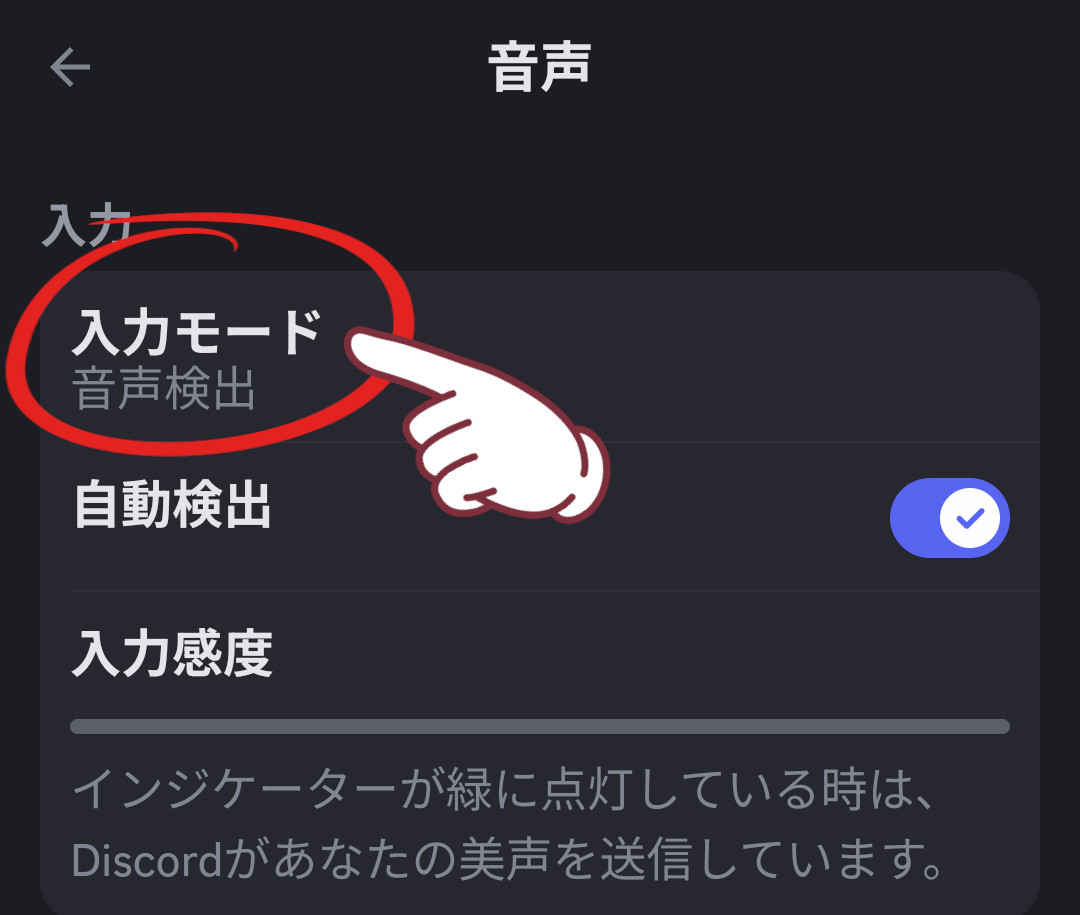 音声
入力
入力モード
音声検出
自動検出
入力感度
インジケーターが緑に点灯している時は、
Discordがあなたの美声を送信しています。